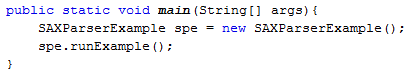 public static void main(String[] args){
    SAXParserExample spe = new SAXParserExample();
    spe.runExample();
}